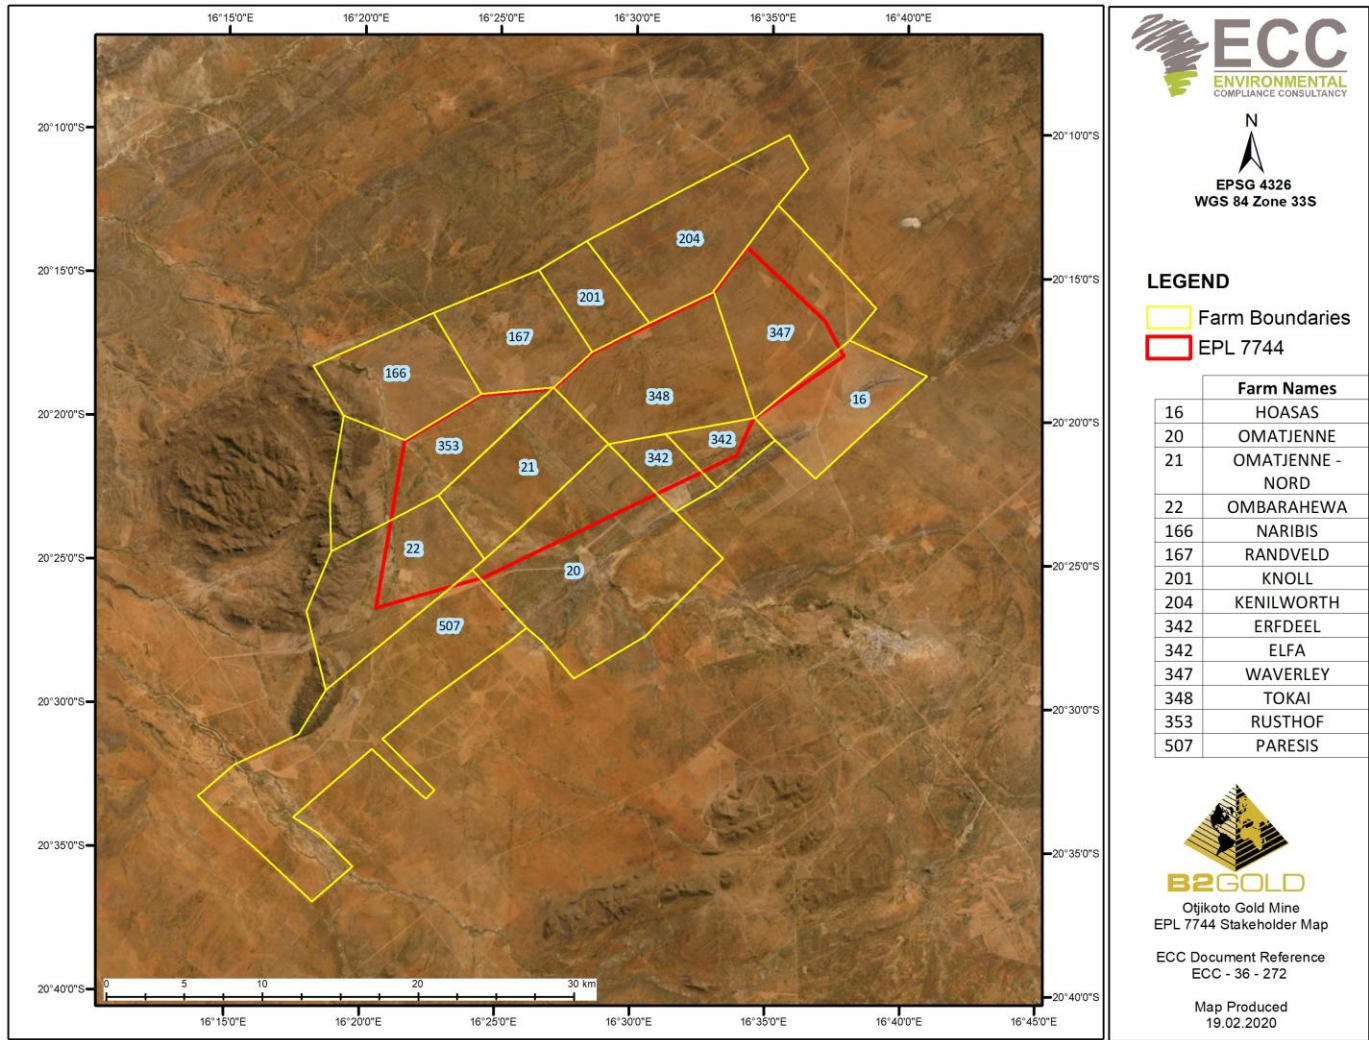 16°15'0"E 16°20'0"E 16°25'0"E 16°30'0"E 16°35'0"E 16°40'0"E
20°10'0"S 20°10'0"S
20°15'0"S 20°15'0"S
20°20'0"S 20°20'0"S
20°25'0"S 20°25'0"S
20°30'0"S 20°30'0"S
20°35'0"S 20°35'0"S
20°40'0"S 20°40'0"S
204
201
167
347
166
348
16
353
342
342
21
22
20
507
0 5 10 20 30 km
16°15'0"E 16°20'0"E 16°25'0"E 16°30'0"E 16°35'0"E 16°40'0"E 16°45'0"E
ECC
ENVIRONMENTAL
COMPLIANCE CONSULTANCY
N
EPSG 4326
WGS 84 Zone 33S
LEGEND
Farm Boundaries
EPL 7744
Farm Names
16 HOASAS
20 OMATJENNE
21 OMATJENNE -
NORD
22 OMBARAHEWA
166 NARIBIS
167 RANDVELD
201 KNOLL
204 KENILWORTH
342 ERFDEEL
342 ELFA
347 WAVERLEY
348 TOKAI
353 RUSTHOF
507 PARESIS
B2GOLD
Otjikoto Gold Mine
EPL 7744 Stakeholder Map
ECC Document Reference
ECC - 36 - 272
Map Produced
19.02.2020